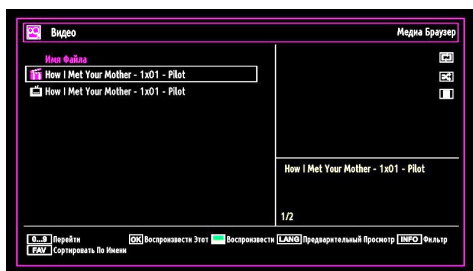 Видео Медиа Браузер
Имя Файла
How I Met Your Mother - 1x01 - Pilot
How I Met Your Mother - 1x01 - Pilot
How I Met Your Mother - 1x01 - Pilot
1/2
0...9 Перейти OK Воспроизвести Этот Воспроизвести LANG Предварительный Просмотр INFO Фильтр
FAV Сортировать По Имени